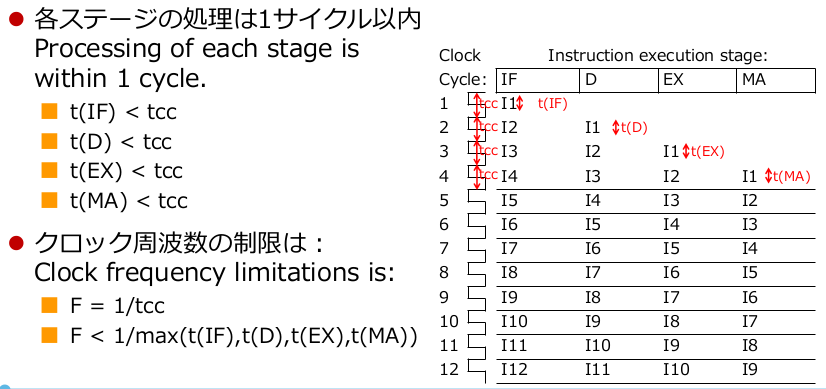 各ステージの処理は1サイクル以内
Processing of each stage is
within 1 cycle.
t(IF) < tcc
t(D) < tcc
t(EX) < tcc
t(MA) < tcc
クロック周波数の制限は：
Clock frequency limitations is:
F = 1/tcc
F < 1/max(t(IF),t(D),t(EX),t(MA))
Clock Instruction execution stage:
Cycle: IF D EX MA
1 tcc I1 t(IF)
2 tcc I2 I1 t(D)
3 tcc I3 I2 I1 t(EX)
4 tcc I4 I3 I2 I1 t(MA)
5 I5 I4 I3 I2
6 I6 I5 I4 I3
7 I7 I6 I5 I4
8 I8 I7 I6 I5
9 I9 I8 I7 I6
10 I10 I9 I8 I7
11 I11 I10 I9 I8
12 I12 I11 I10 I9